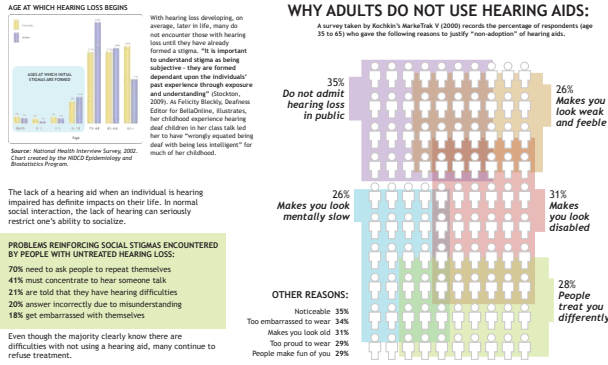 AGE AT WHICH HEARING LOSS BEGINS
AGES AT WHICH INITIAL
STIGMAS ARE FORMED
Age
Source: National Health Interview Survey, 2002.
Chart created by the NIDCD Epidemiology and
Biostatistics Program.
With hearing loss developing, on
average, later in life, many do
not encounter those with hearing
loss until they have already
formed a stigma. "It is important
to understand stigma as being
subjective - they are formed
dependant upon the individuals'
past experience through exposure
and understanding" (Stockton,
2009). As Felicity Bleckly, Deafness
Editor for BellaOnline, illustrates,
her childhood experience hearing
deaf children in her class talk led
her to have "wrongly equated being
deaf with being less intelligent" for
much of her childhood.
The lack of a hearing aid when an individual is hearing
impaired has definite impacts on their life. In normal
social interaction, the lack of hearing can seriously
restrict one's ability to socialize.
PROBLEMS REINFORCING SOCIAL STIGMAS ENCOUNTERED
BY PEOPLE WITH UNTREATED HEARING LOSS:
70% need to ask people to repeat themselves
41% must concentrate to hear someone talk
21% are told that they have hearing difficulties
20% answer incorrectly due to misunderstanding
18% get embarrassed with themselves
Even though the majority clearly know there are
difficulties with not using a hearing aid, many continue to
refuse treatment.
WHY ADULTS DO NOT USE HEARING AIDS:
A survey taken by Kochkin's MarkeTrak V (2000) records the percentage of respondents (age
35 to 65) who gave the following reasons to justify "non-adoption" of hearing aids.
35%
Do not admit
hearing loss
in public
26%
Makes you
look weak
and feeble
26%
Makes you look
mentally slow
31%
Makes
you look
disabled
28%
People
treat you
differently
OTHER REASONS:
Noticeable 35%
Too embarrassed to wear 34%
Makes you look old 31%
Too proud to wear 29%
People make fun of you 29%